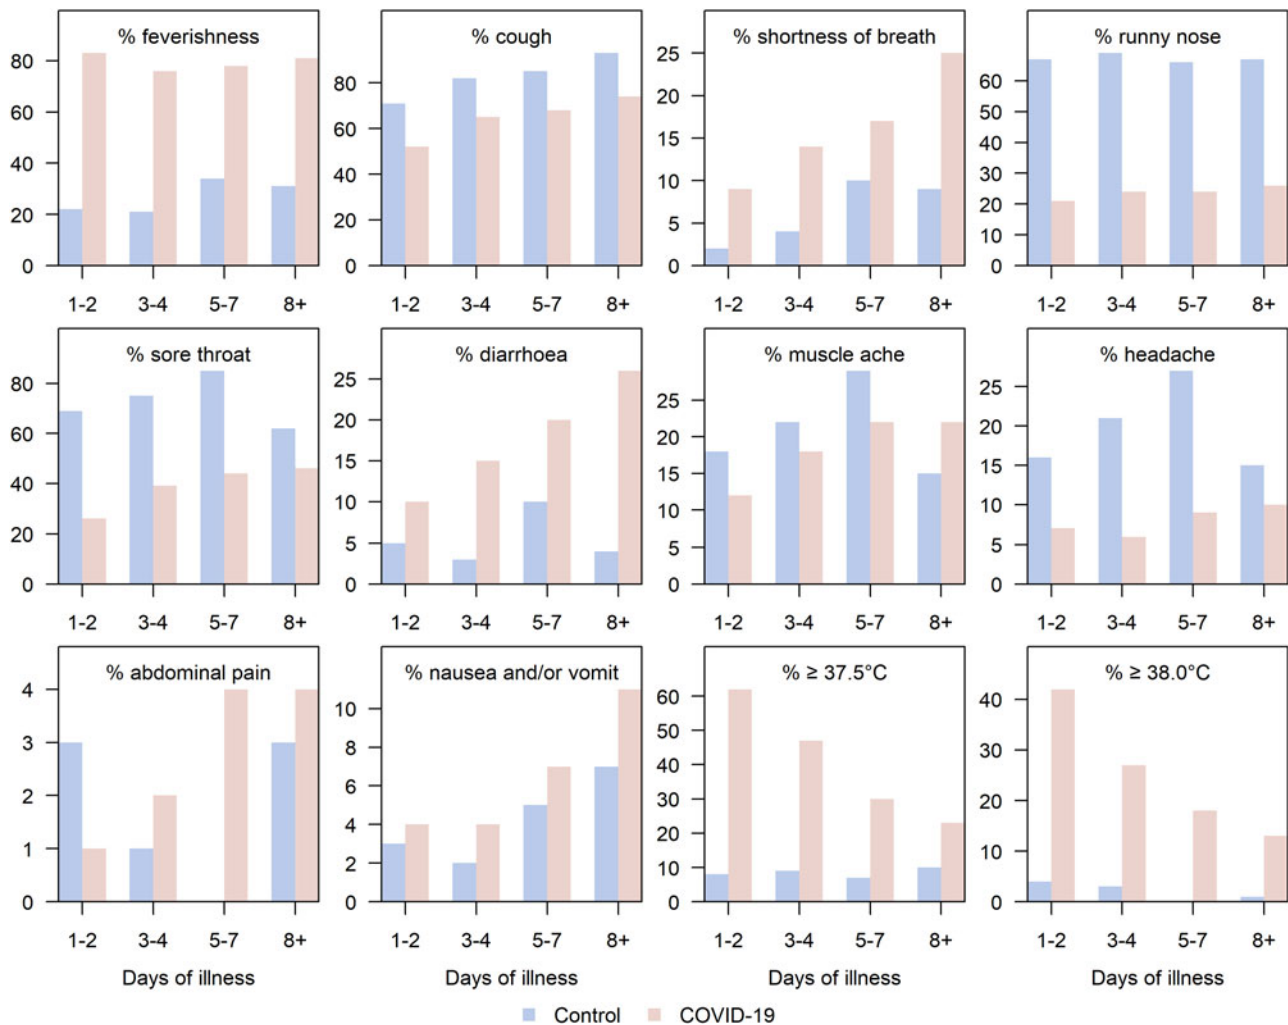 % feverishness
80
60
40
20
0
1-2 3-4 5-7 8+
% cough
80
60
40
20
0
1-2 3-4 5-7 8+
% shortness of breath
25
20
15
10
5
0
1-2 3-4 5-7 8+
% runny nose
60
50
40
30
20
10
0
1-2 3-4 5-7 8+
% sore throat
80
60
40
20
0
1-2 3-4 5-7 8+
% diarrhoea
25
20
15
10
5
0
1-2 3-4 5-7 8+
% muscle ache
25
20
15
10
5
0
1-2 3-4 5-7 8+
% headache
25
20
15
10
5
0
1-2 3-4 5-7 8+
% abdominal pain
4
3
2
1
0
1-2 3-4 5-7 8+
Days of illness
% nausea and/or vomit
10
8
6
4
2
0
1-2 3-4 5-7 8+
Days of illness
% ≥ 37.5°C
60
50
40
30
20
10
0
1-2 3-4 5-7 8+
Days of illness
% ≥ 38.0°C
40
30
20
10
0
1-2 3-4 5-7 8+
Days of illness
Control COVID-19